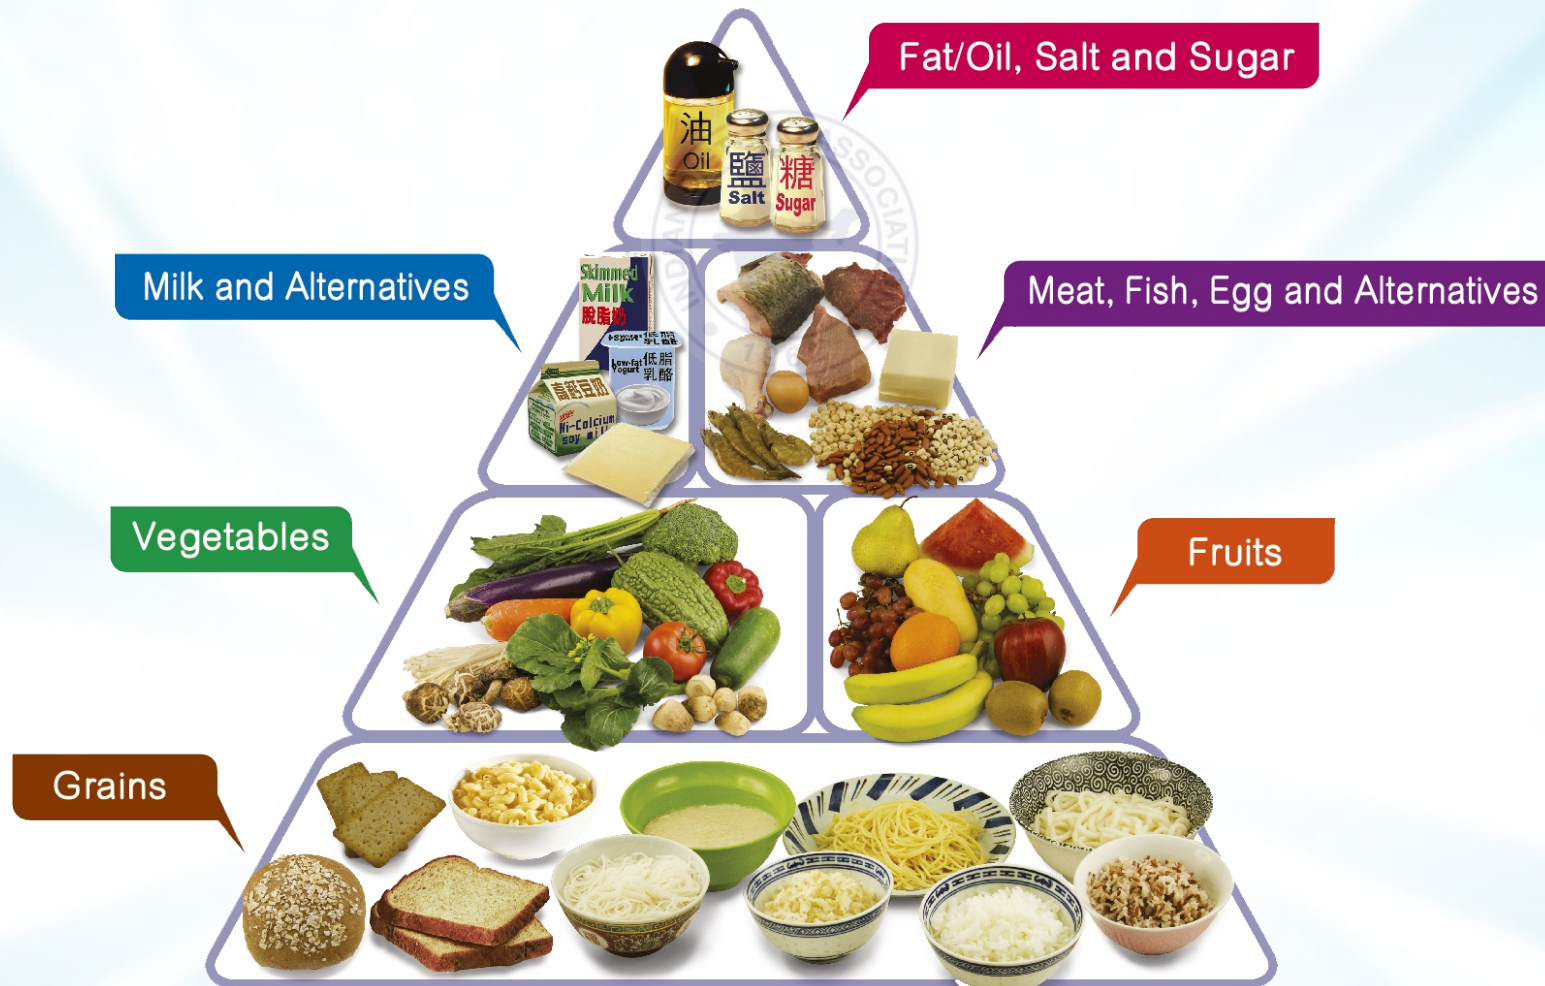 Fat/Oil, Salt and Sugar
油
Oil
鹽
Salt
糖
Sugar
Milk and Alternatives
Meat, Fish, Egg and Alternatives
Skimmed
Milk
脫脂奶
低脂
乳酪
Low-fat
Yogurt
高鈣豆奶
Hi-Calcium
soy milk
Vegetables
Fruits
Grains